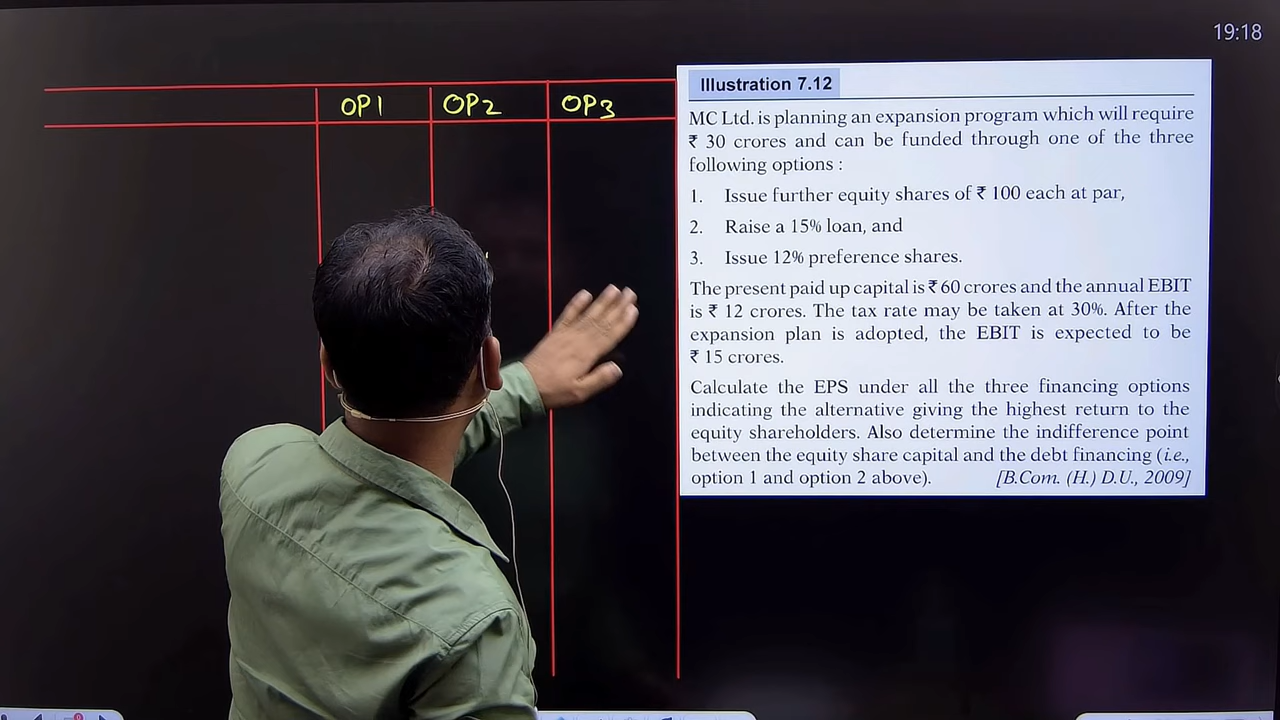 19:18
OP1 OP2 OP3
Illustration 7.12
MC Ltd. is planning an expansion program which will require
₹ 30 crores and can be funded through one of the three
following options :
1. Issue further equity shares of ₹ 100 each at par,
2. Raise a 15% loan, and
3. Issue 12% preference shares.
The present paid up capital is ₹ 60 crores and the annual EBIT
is ₹ 12 crores. The tax rate may be taken at 30%. After the
expansion plan is adopted, the EBIT is expected to be
₹ 15 crores.
Calculate the EPS under all the three financing options
indicating the alternative giving the highest return to the
equity shareholders. Also determine the indifference point
between the equity share capital and the debt financing (i.e.,
option 1 and option 2 above). [B.Com. (H.) D.U., 2009]